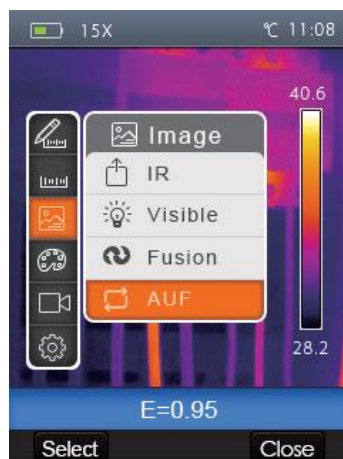 15X ℃ 11:08
40.6
Image
IR
Visible
Fusion
AUF
28.2
E=0.95
Select Close